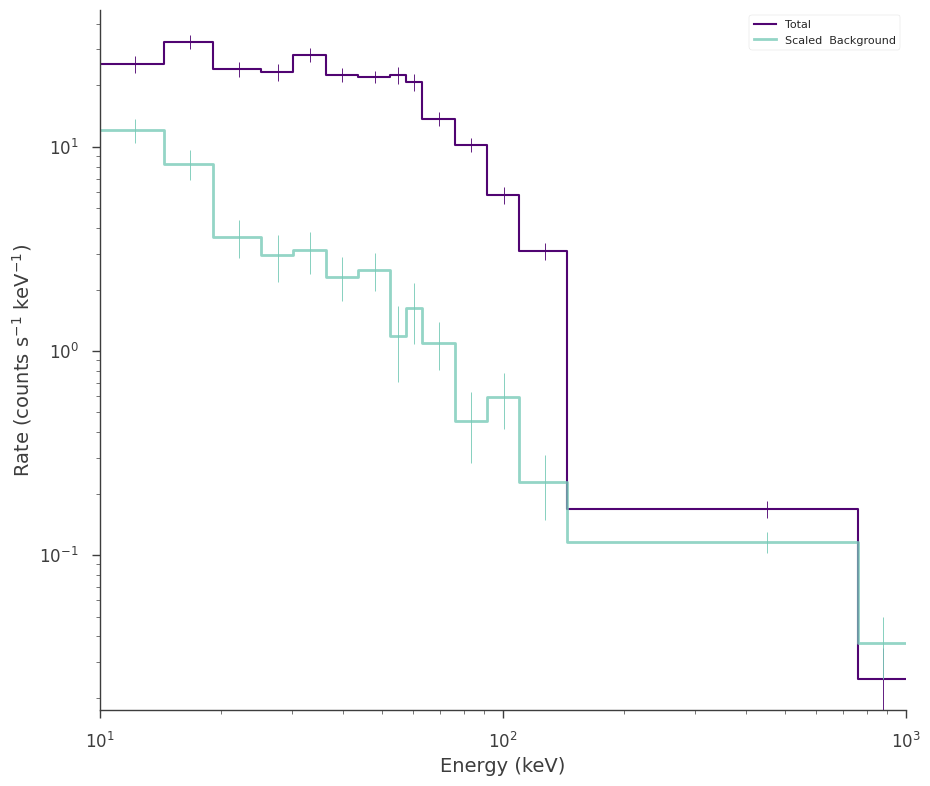 Total
Scaled  Background
10¹
10⁰
10⁻¹
Rate (counts s⁻¹ keV⁻¹)
10¹
10²
10³
Energy (keV)